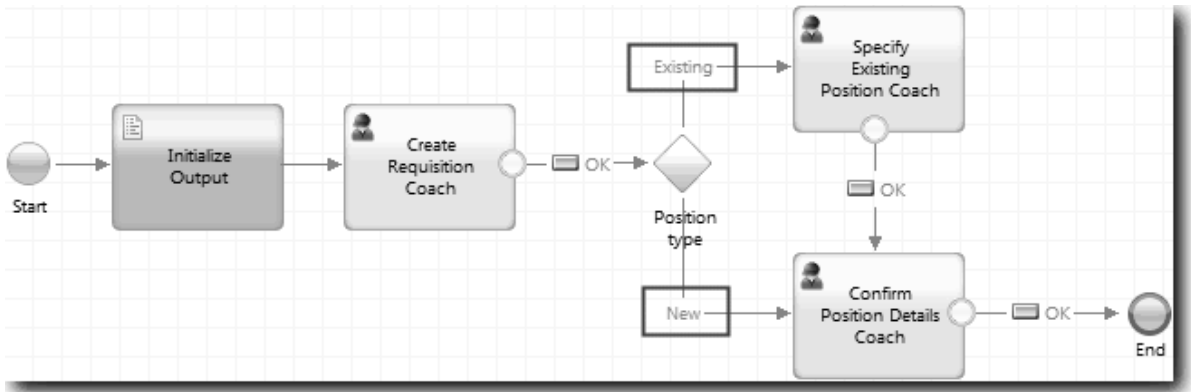 Start
Initialize
Output
Create
Requisition
Coach
OK
Position
type
Existing
Specify
Existing
Position Coach
OK
New
Confirm
Position Details
Coach
OK
End